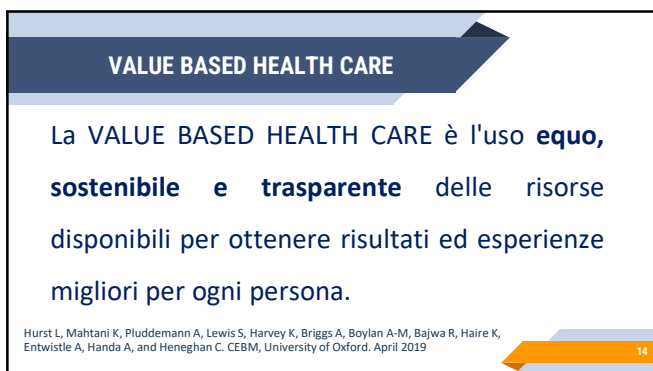 VALUE BASED HEALTH CARE
La VALUE BASED HEALTH CARE è l'uso equo,
sostenibile e trasparente delle risorse
disponibili per ottenere risultati ed esperienze
migliori per ogni persona.
Hurst L, Mahtani K, Pluddemann A, Lewis S, Harvey K, Briggs A, Boylan A-M, Bajwa R, Haire K,
Entwistle A, Handa A, and Heneghan C. CEBM, University of Oxford. April 2019
14